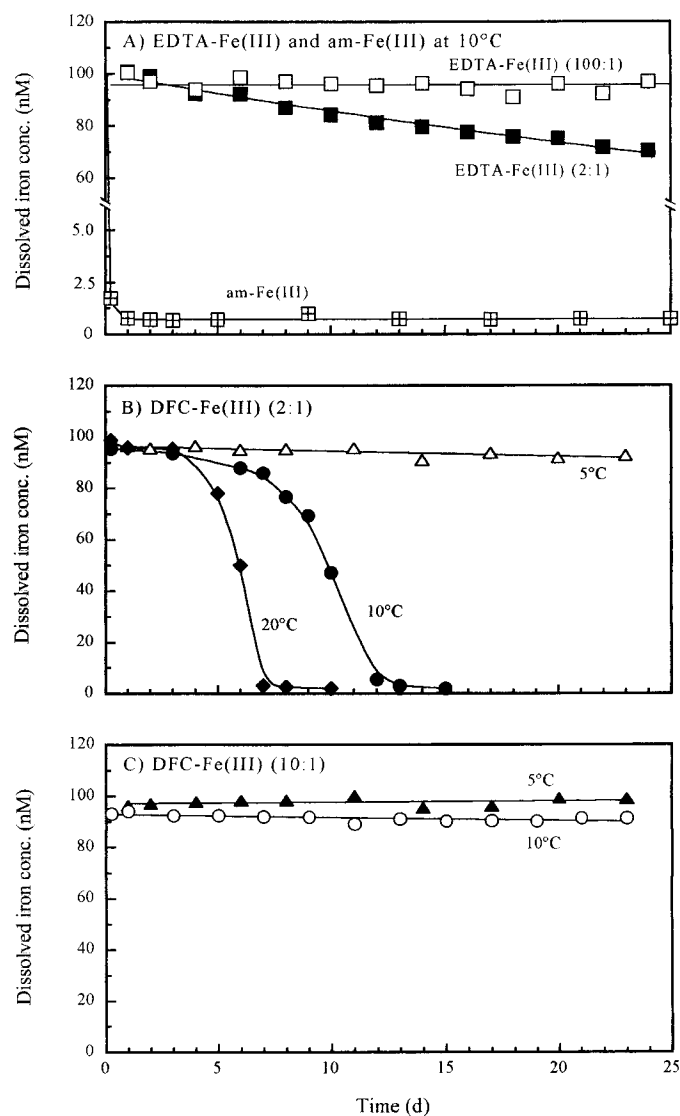 A) EDTA-Fe(III) and am-Fe(III) at 10°C
EDTA-Fe(III) (100:1)
EDTA-Fe(III) (2:1)
am-Fe(III)
Dissolved iron conc. (nM)
120
100
80
60
5.0
2.5
0
B) DFC-Fe(III) (2:1)
5°C
20°C
10°C
Dissolved iron conc. (nM)
120
100
80
60
40
20
0
C) DFC-Fe(III) (10:1)
5°C
10°C
Dissolved iron conc. (nM)
120
100
80
60
40
20
0
0 5 10 15 20 25
Time (d)